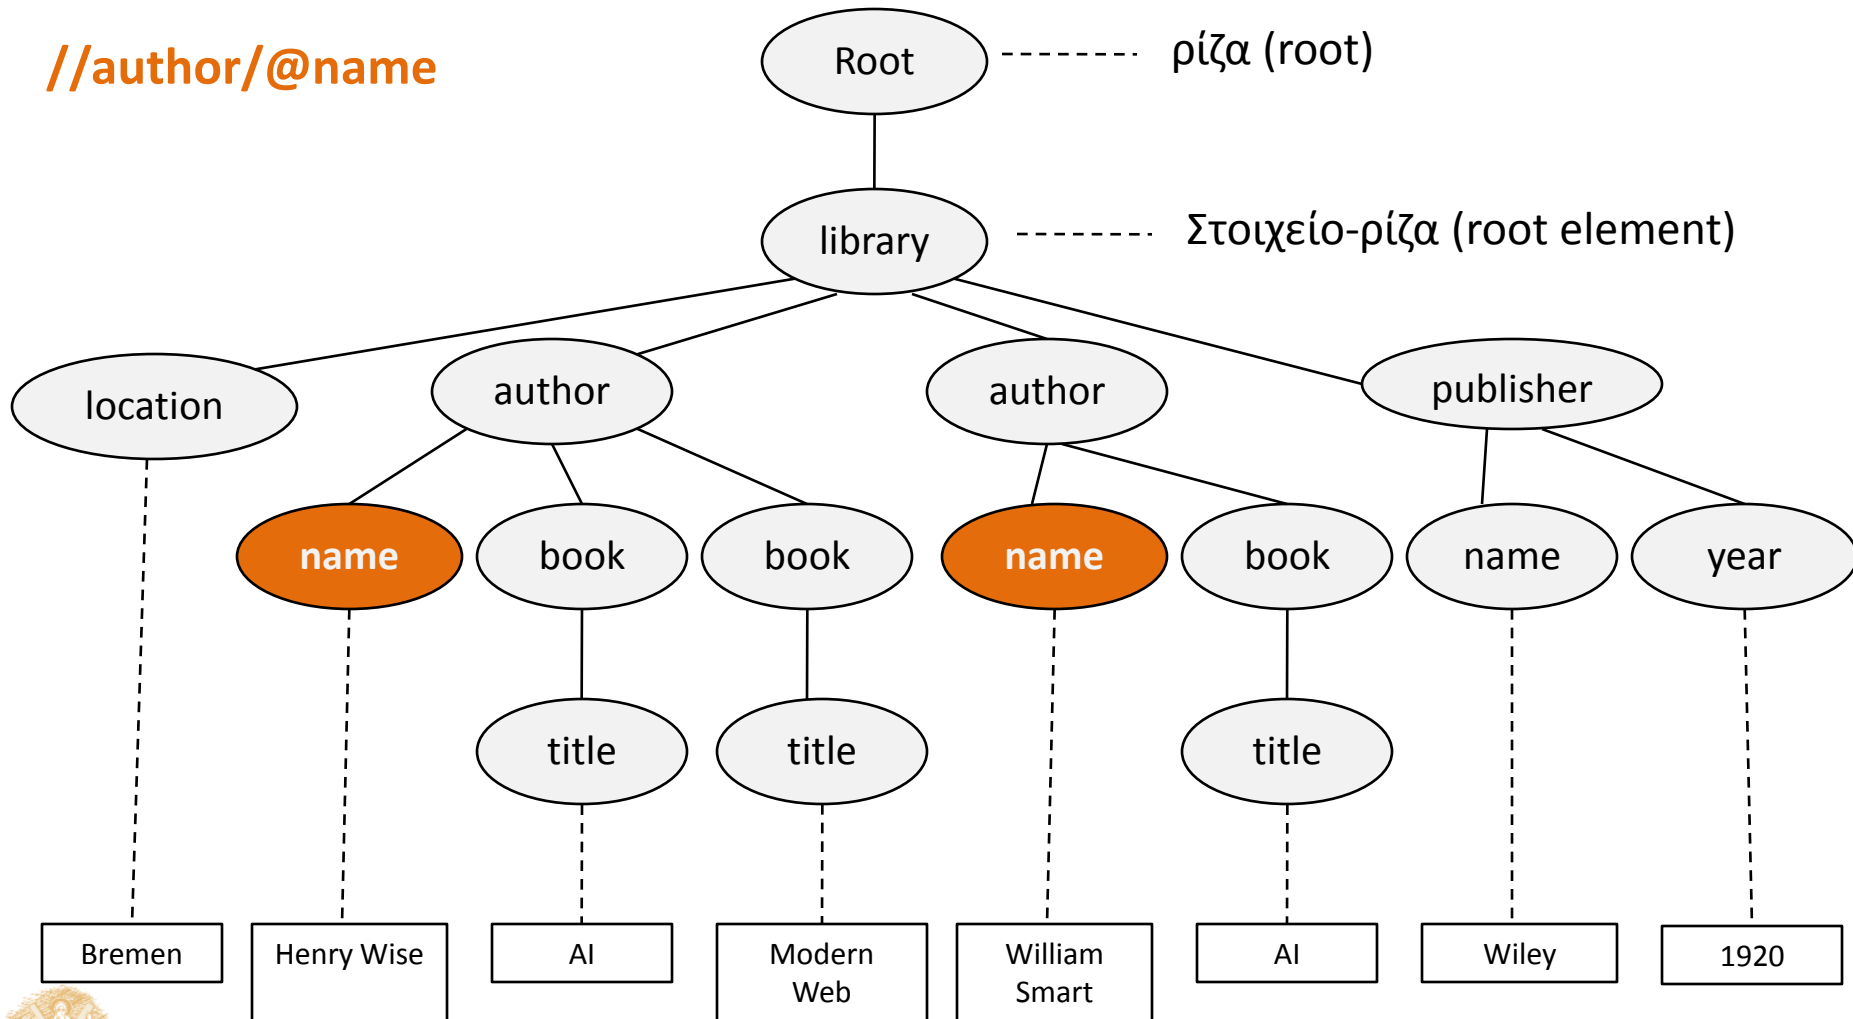 //author/@name
Root
ρίζα (root)
library
Στοιχείο-ρίζα (root element)
location
author
author
publisher
name
book
book
name
book
name
year
title
title
title
Bremen
Henry Wise
AI
Modern
Web
William
Smart
AI
Wiley
1920